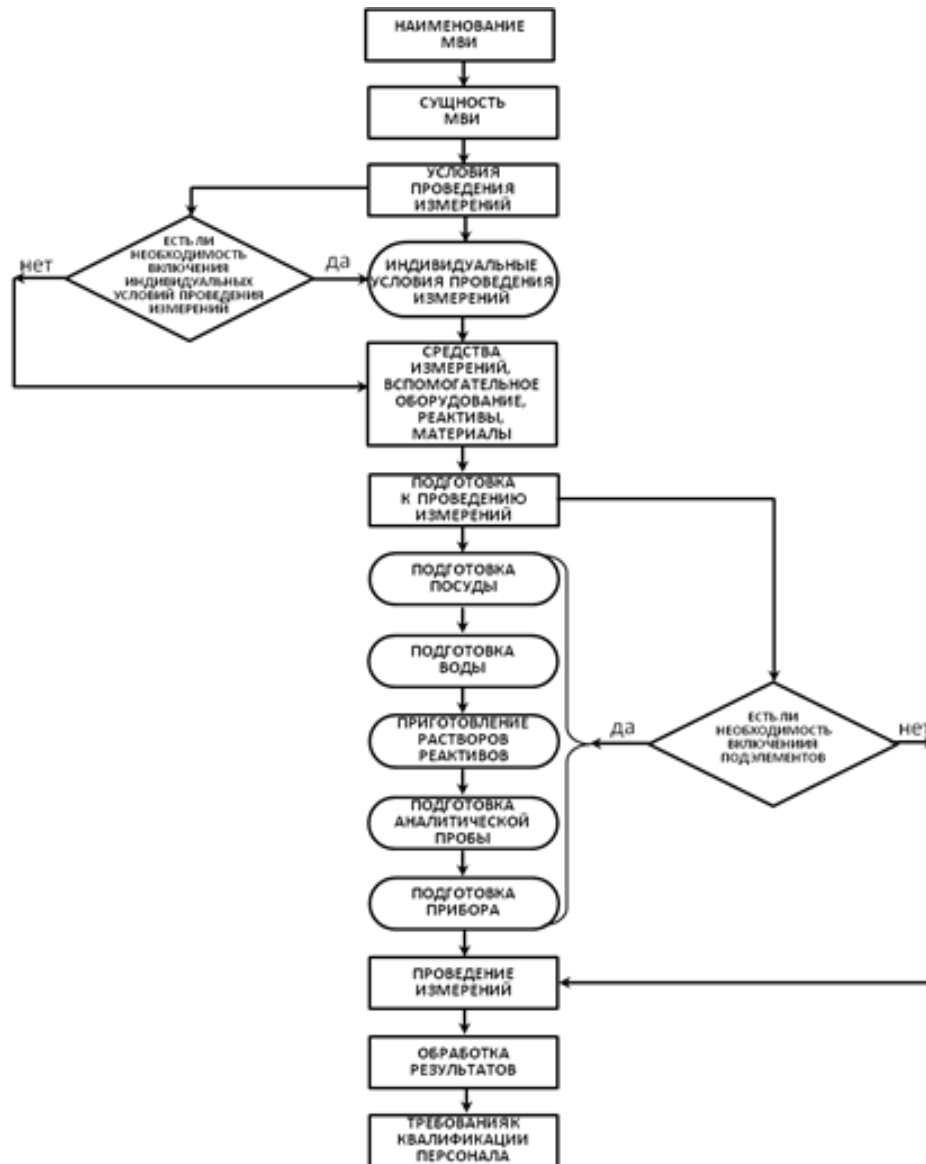 НАИМЕНОВАНИЕ
МВИ
СУЩНОСТЬ
МВИ
УСЛОВИЯ
ПРОВЕДЕНИЯ
ИЗМЕРЕНИЙ
ЕСТЬ ЛИ
НЕОБХОДИМОСТЬ
ВКЛЮЧЕНИЯ
ИНДИВИДУАЛЬНЫХ
УСЛОВИЙ ПРОВЕДЕНИЯ
ИЗМЕРЕНИЙ
нет
да
ИНДИВИДУАЛЬНЫЕ
УСЛОВИЯ ПРОВЕДЕНИЯ
ИЗМЕРЕНИЙ
СРЕДСТВА
ИЗМЕРЕНИЙ,
ВСПОМОГАТЕЛЬНОЕ
ОБОРУДОВАНИЕ,
РЕАКТИВЫ,
МАТЕРИАЛЫ
ПОДГОТОВКА
К ПРОВЕДЕНИЮ
ИЗМЕРЕНИЙ
ПОДГОТОВКА
ПОСУДЫ
ПОДГОТОВКА
ВОДЫ
ПРИГОТОВЛЕНИЕ
РАСТВОРОВ
РЕАКТИВОВ
да
ЕСТЬ ЛИ
НЕОБХОДИМОСТЬ
ВКЛЮЧЕНИИЯ
ПОДЭЛЕМЕНТОВ
нет
ПОДГОТОВКА
АНАЛИТИЧЕСКОЙ
ПРОБЫ
ПОДГОТОВКА
ПРИБОРА
ПРОВЕДЕНИЕ
ИЗМЕРЕНИЙ
ОБРАБОТКА
РЕЗУЛЬТАТОВ
ТРЕБОВАНИЯ К
КВАЛИФИКАЦИИ
ПЕРСОНАЛА